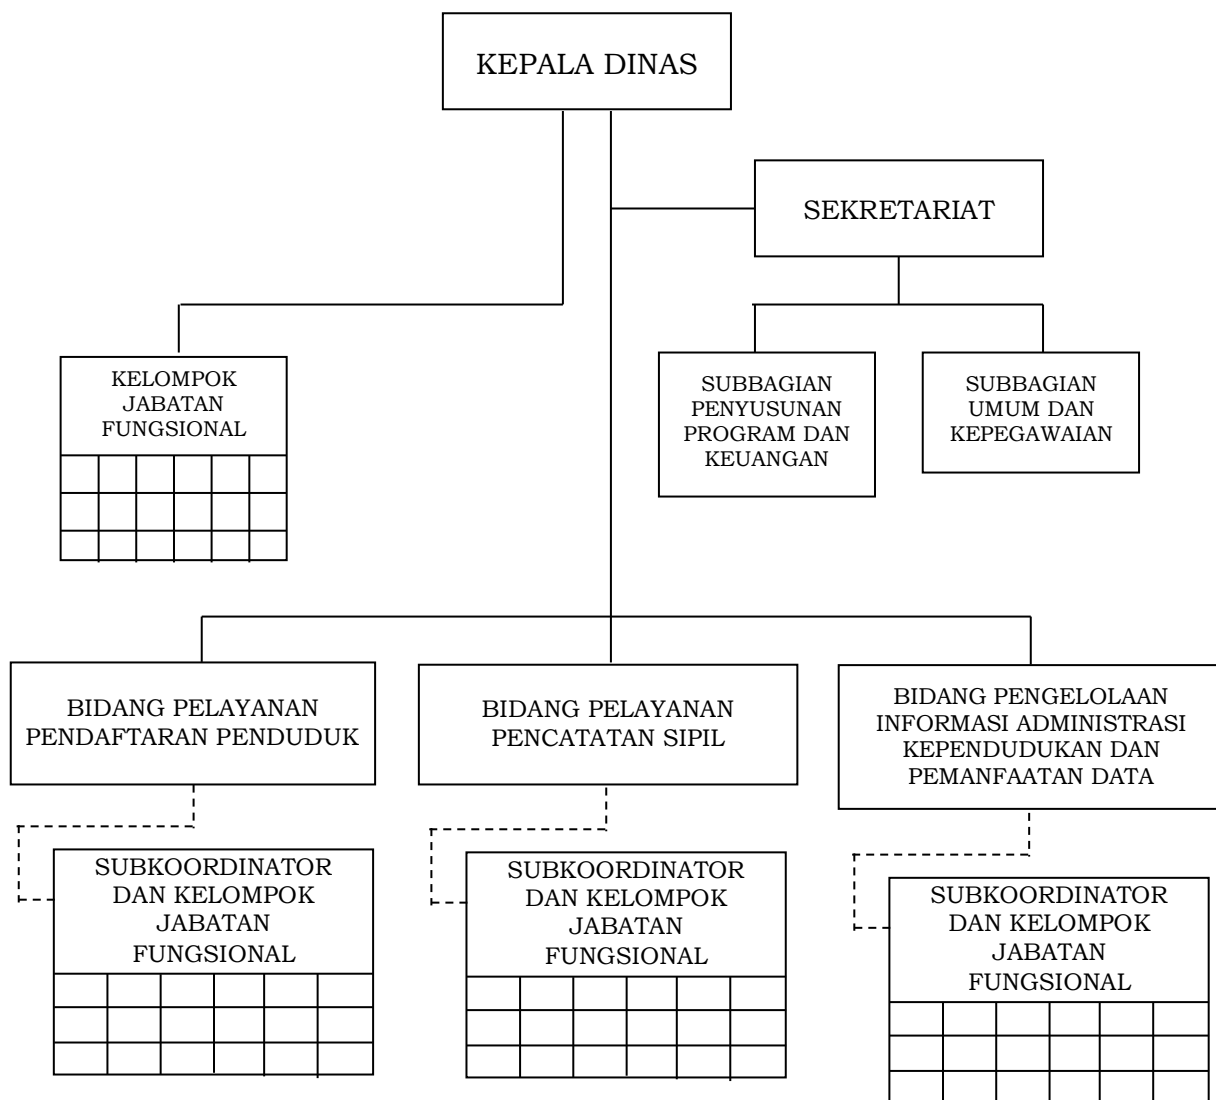 KEPALA DINAS
SEKRETARIAT
KELOMPOK
JABATAN
FUNGSIONAL
SUBBAGIAN
PENYUSUNAN
PROGRAM DAN
KEUANGAN
SUBBAGIAN
UMUM DAN
KEPEGAWAIAN
BIDANG PELAYANAN
PENDAFTARAN PENDUDUK
BIDANG PELAYANAN
PENCATATAN SIPIL
BIDANG PENGELOLAAN
INFORMASI ADMINISTRASI
KEPENDUDUKAN DAN
PEMANFAATAN DATA
SUBKOORDINATOR
DAN KELOMPOK
JABATAN
FUNGSIONAL
SUBKOORDINATOR
DAN KELOMPOK
JABATAN
FUNGSIONAL
SUBKOORDINATOR
DAN KELOMPOK
JABATAN
FUNGSIONAL